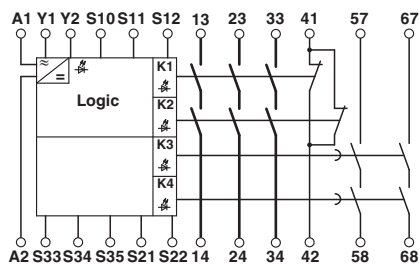 A1 Y1 Y2 S10 S11 S12 13 23 33 41 57 67
K1
Logic
K2
K3
K4
A2 S33 S34 S35 S21 S22 14 24 34 42 58 68